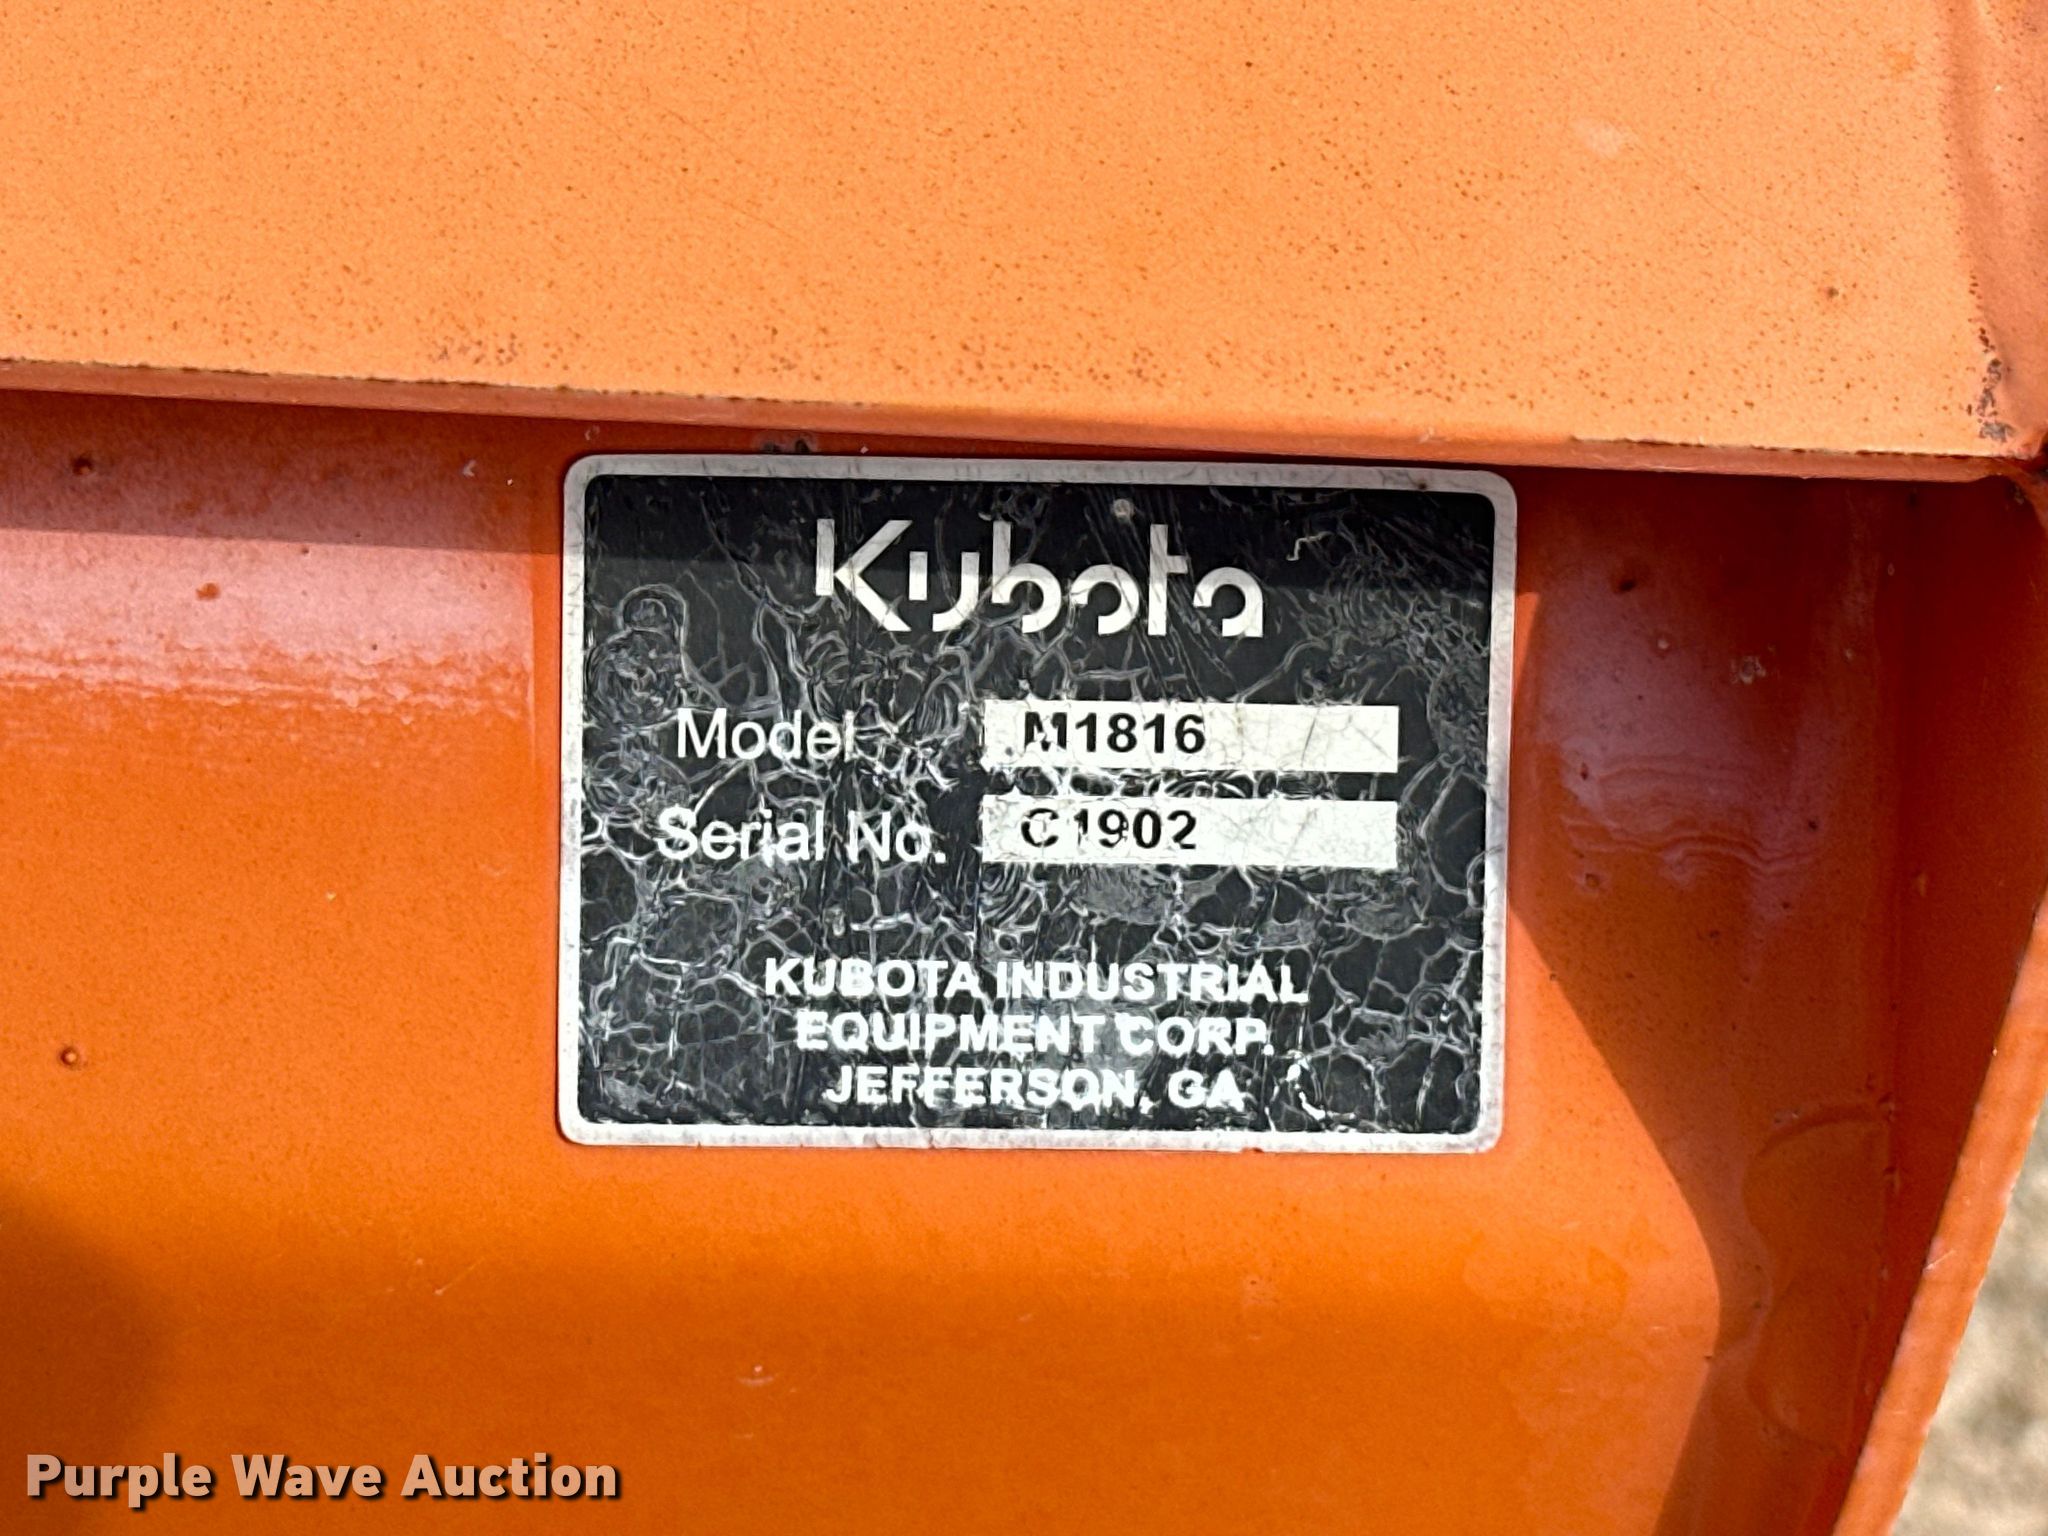 Kubota
Model M1816
Serial No. C1902
KUBOTA INDUSTRIAL
EQUIPMENT CORP.
JEFFERSON, GA
Purple Wave Auction